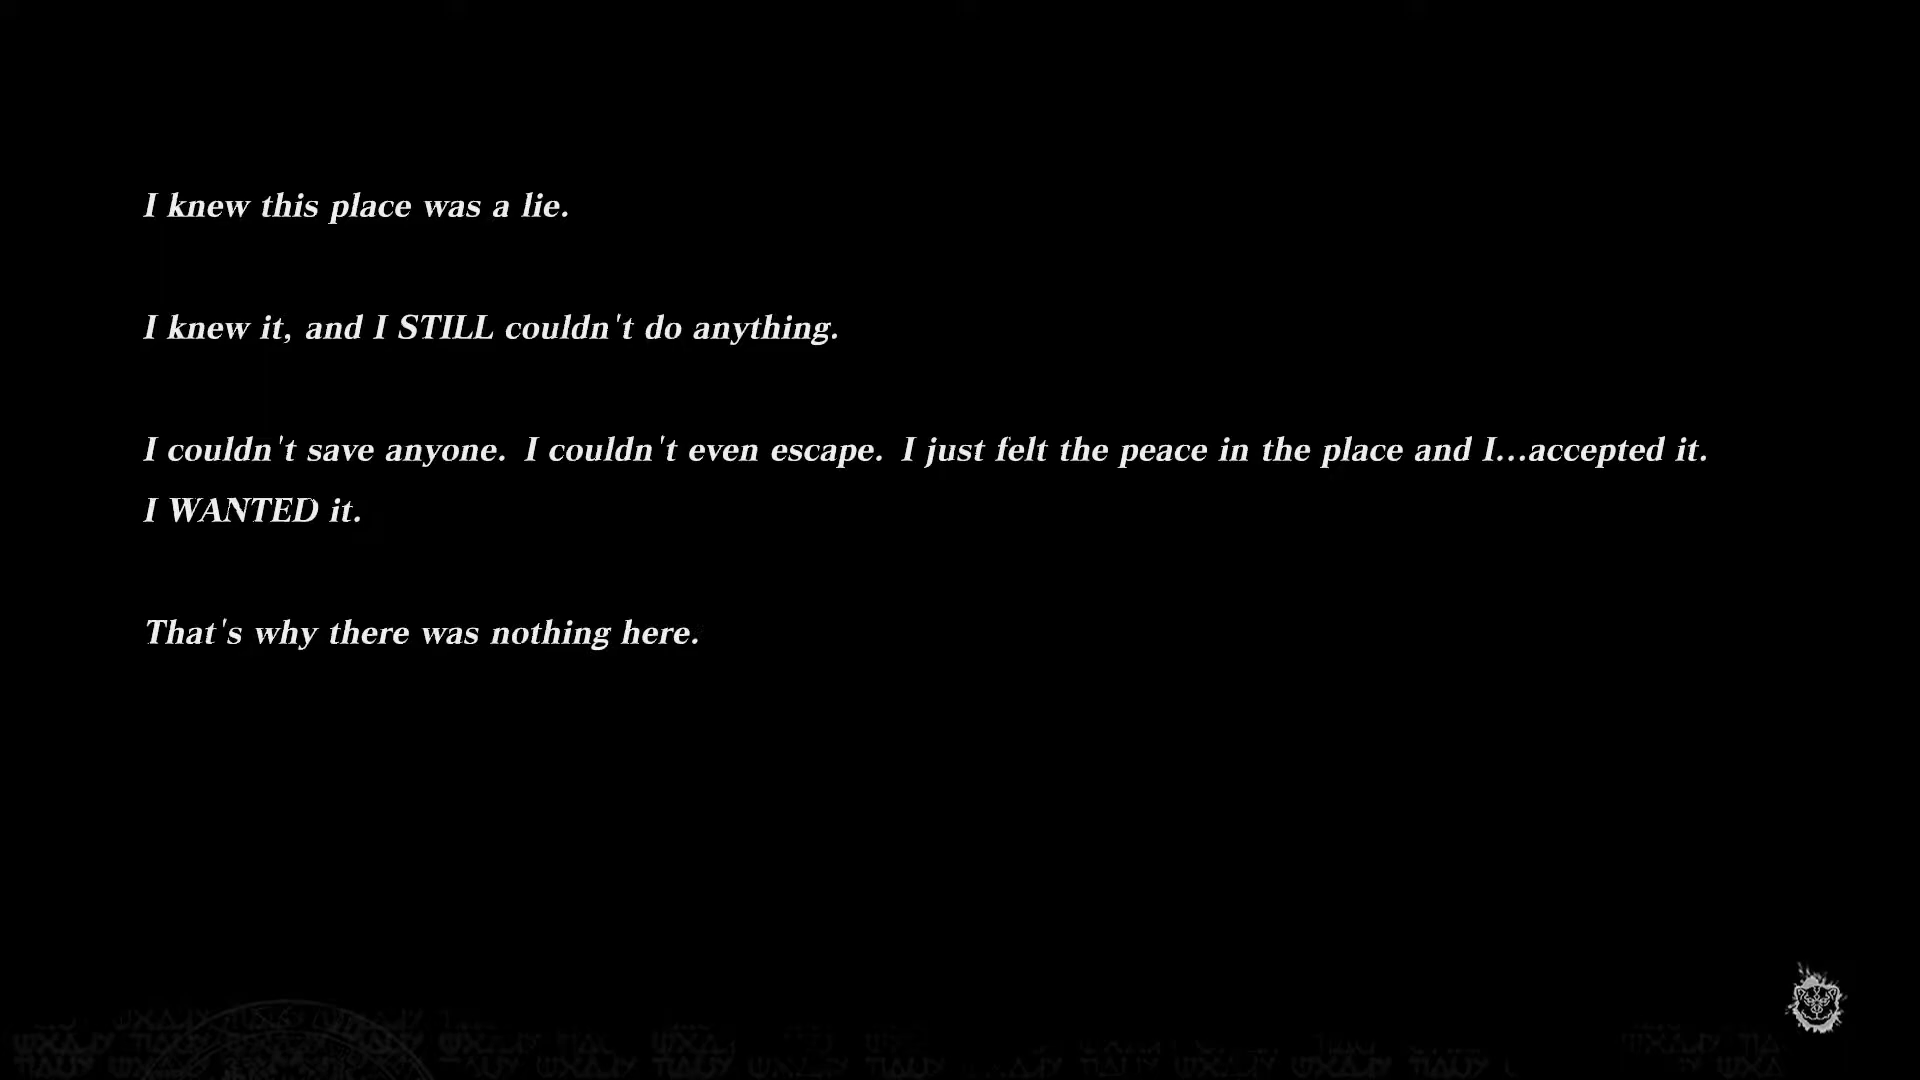 I knew this place was a lie.
I knew it, and I STILL couldn't do anything.
I couldn't save anyone. I couldn't even escape. I just felt the peace in the place and I...accepted it.
I WANTED it.
That's why there was nothing here.